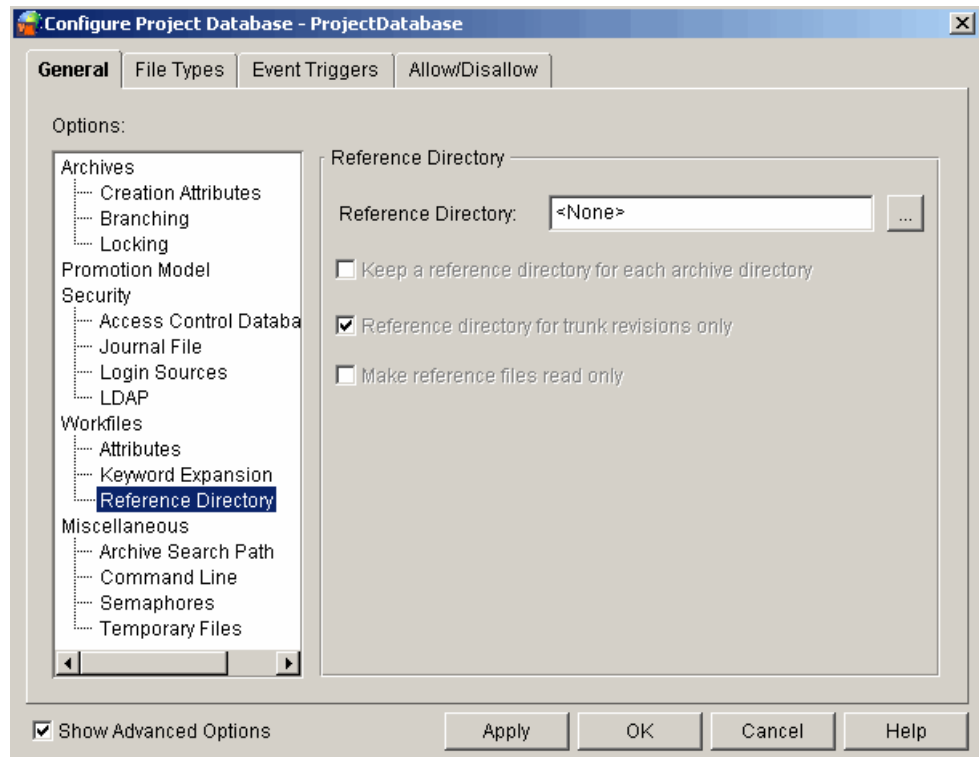 Configure Project Database - ProjectDatabase
General File Types Event Triggers Allow/Disallow
Options:
Archives
Creation Attributes
Branching
Locking
Promotion Model
Security
Access Control Databa
Journal File
Login Sources
LDAP
Workfiles
Attributes
Keyword Expansion
Reference Directory
Miscellaneous
Archive Search Path
Command Line
Semaphores
Temporary Files
Reference Directory
Reference Directory: <None> ...
Keep a reference directory for each archive directory
Reference directory for trunk revisions only
Make reference files read only
Show Advanced Options Apply OK Cancel Help